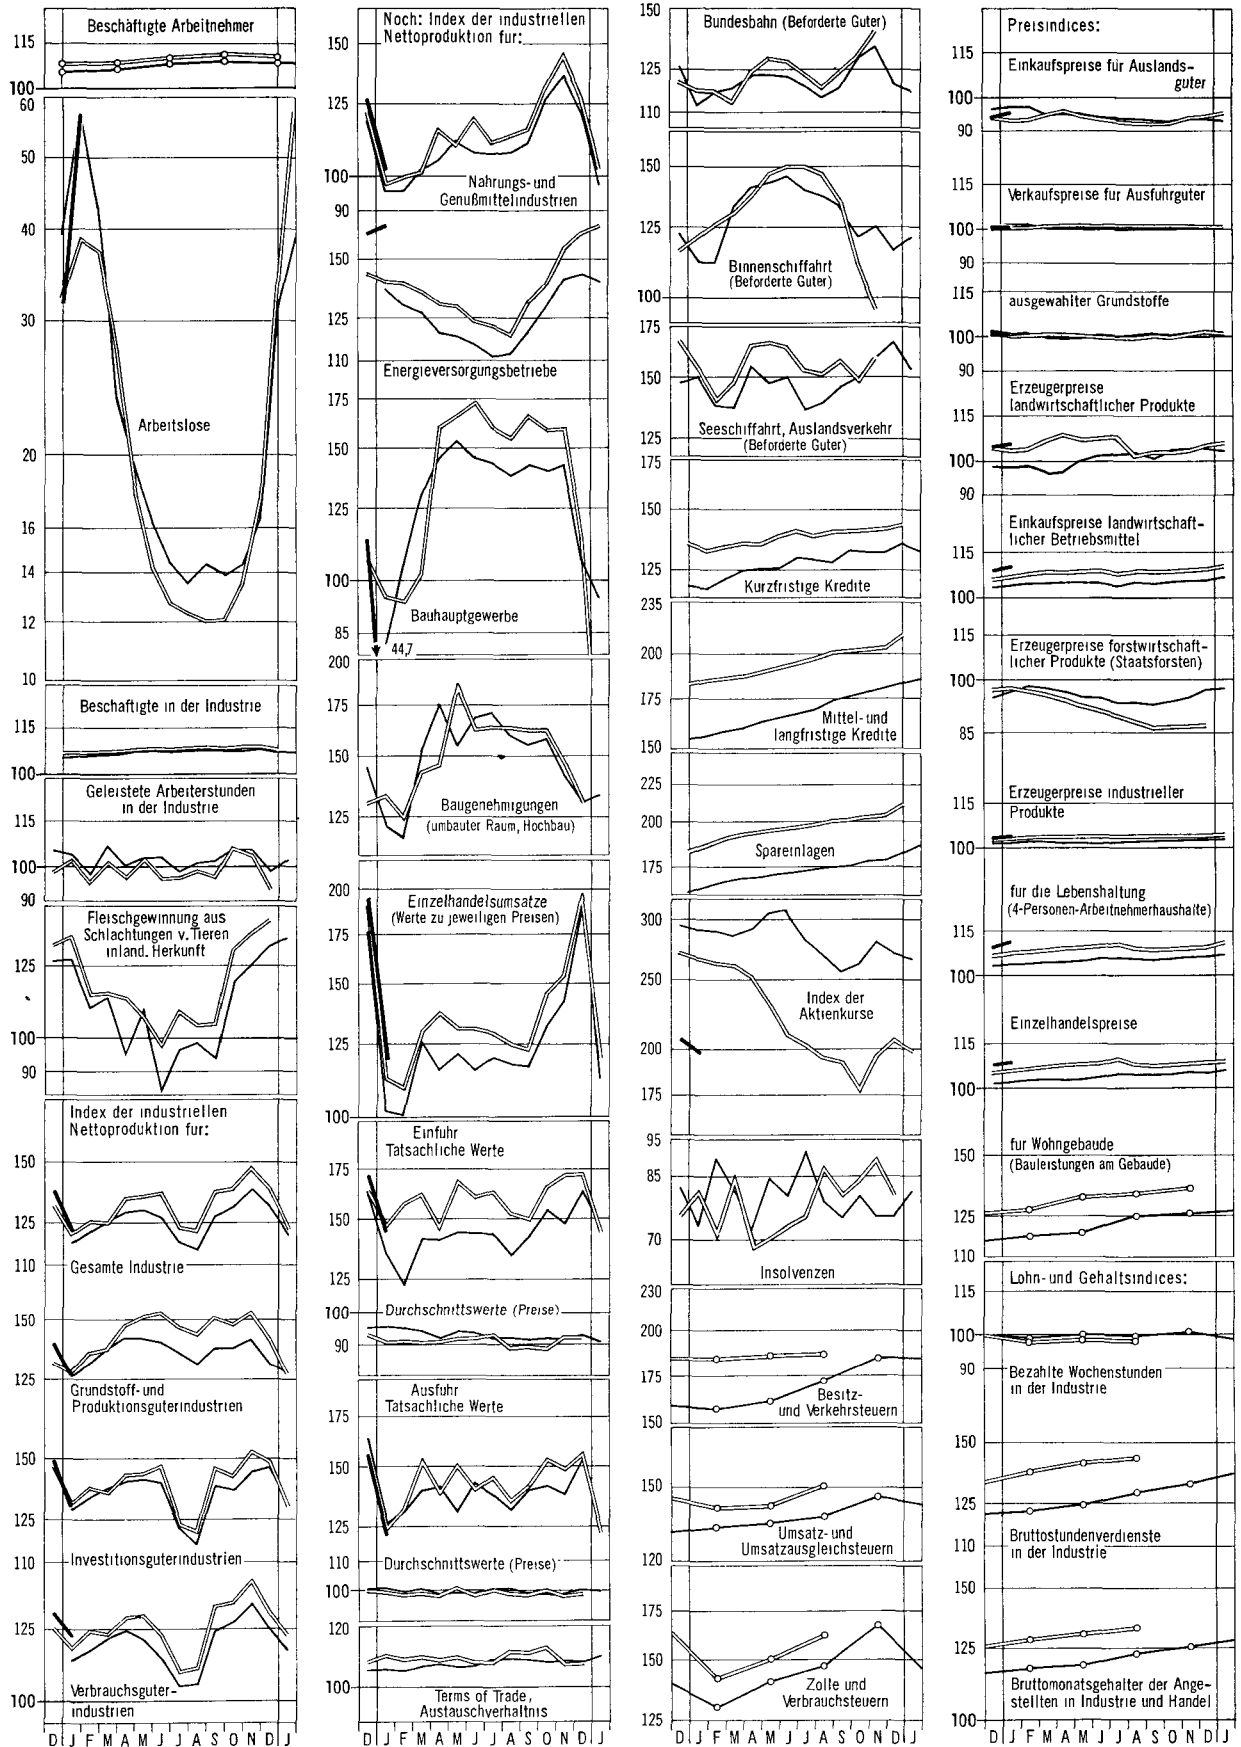 Beschäftigte Arbeitnehmer
115
100
60
50
40
30
20
16
14
12
10
Arbeitslose
Beschaftigte in der Industrie
115
100
Geleistete Arbeiterstunden
in der Industrie
115
100
90
Fleischgewinnung aus
Schlachtungen v. Tieren
inland. Herkunft
125
100
90
Index der industriellen
Nettoproduktion fur:
150
125
110
Gesamte Industrie
150
125
Grundstoff- und
Produktionsguterindustrien
150
125
110
Investitionsguterindustrien
125
100
Verbrauchsguter-
industrien
D J F M A M J J A S O N D J
Noch: Index der industriellen
Nettoproduktion fur:
150
125
100
90
Nahrungs- und
Genußmittelindustrien
150
125
110
Energieversorgungsbetriebe
175
150
125
100
85
Bauhauptgewerbe
44,7
200
175
150
125
Baugenehmigungen
(umbauter Raum, Hochbau)
200
175
150
125
100
Einzelhandelsumsatze
(Werte zu jeweiligen Preisen)
Einfuhr
Tatsachliche Werte
175
150
125
100
90
Durchschnittswerte (Preise)
Ausfuhr
Tatsachliche Werte
175
150
125
110
Durchschnittswerte (Preise)
100
120
100
Terms of Trade,
Austauschverhaltnis
D J F M A M J J A S O N D J
150
125
110
Bundesbahn (Beforderte Guter)
150
125
100
Binnenschiffahrt
(Beforderte Guter)
175
150
125
Seeschiffahrt, Auslandsverkehr
(Beforderte Guter)
175
150
125
Kurzfristige Kredite
235
200
175
150
Mittel- und
langfristige Kredite
225
200
175
Spareinlagen
300
250
200
175
Index der
Aktienkurse
95
85
70
Insolvenzen
230
200
175
150
Besitz-
und Verkehrsteuern
150
120
Umsatz- und
Umsatzausgleichsteuern
175
150
125
Zolle und
Verbrauchsteuern
D J F M A M J J A S O N D J
Preisindices:
115
100
90
Einkaufspreise für Auslands-
guter
115
100
90
Verkaufspreise für Ausfuhrguter
115
100
90
ausgewahlter Grundstoffe
Erzeugerpreise
landwirtschaftlicher Produkte
115
100
90
Einkaufspreise landwirtschaft-
licher Betriebsmittel
115
100
115
Erzeugerpreise forstwirtschaft-
licher Produkte (Staatsforsten)
100
85
Erzeugerpreise industrieller
Produkte
115
100
fur die Lebenshaltung
(4-Personen-Arbeitnehmerhaushalte)
115
100
Einzelhandelspreise
115
100
fur Wohngebaude
(Bauleistungen am Gebaude)
150
125
110
Lohn- und Gehaltsindices:
115
100
90
Bezahlte Wochenstunden
in der Industrie
150
125
110
Bruttostundenverdienste
in der Industrie
150
125
100
Bruttomonatsgehalter der Ange-
stellten in Industrie und Handel
D J F M A M J J A S O N D J